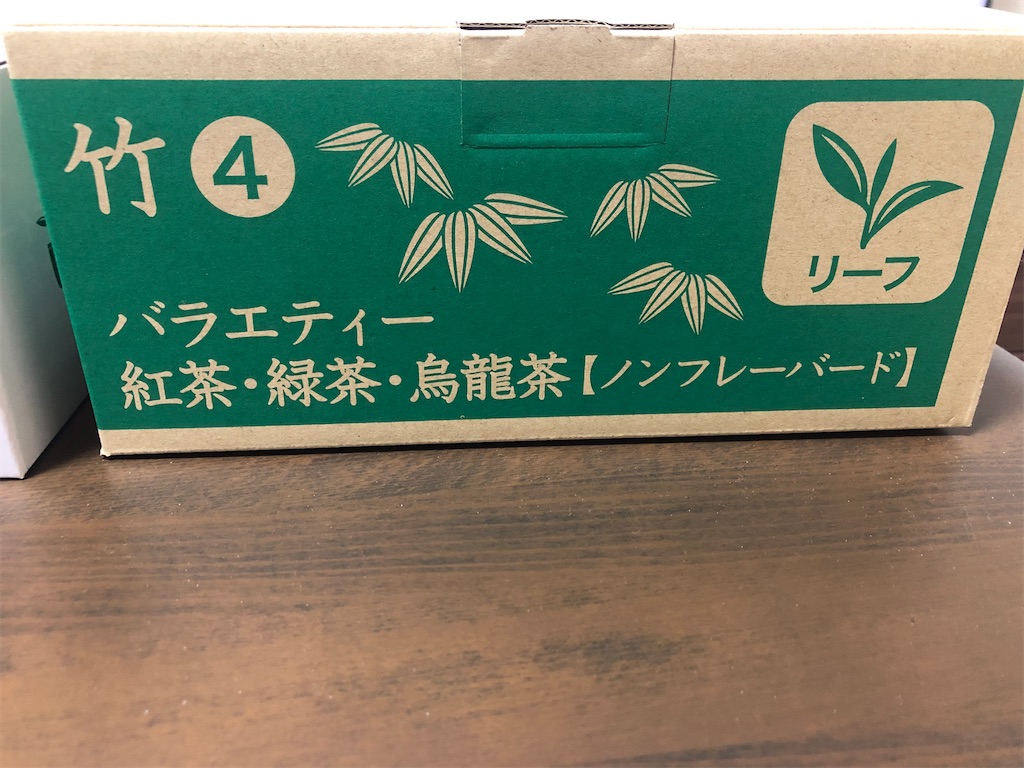 竹 4
リーフ
バラエティー
紅茶・緑茶・烏龍茶【ノンフレーバード】